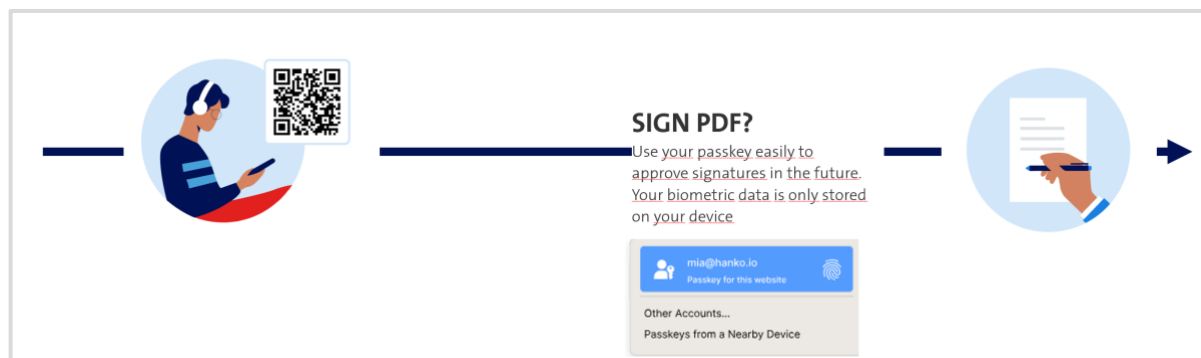 SIGN PDF?
Use your passkey easily to
approve signatures in the future.
Your biometric data is only stored
on your device
mia@hanko.io
Passkey for this website
Other Accounts...
Passkeys from a Nearby Device